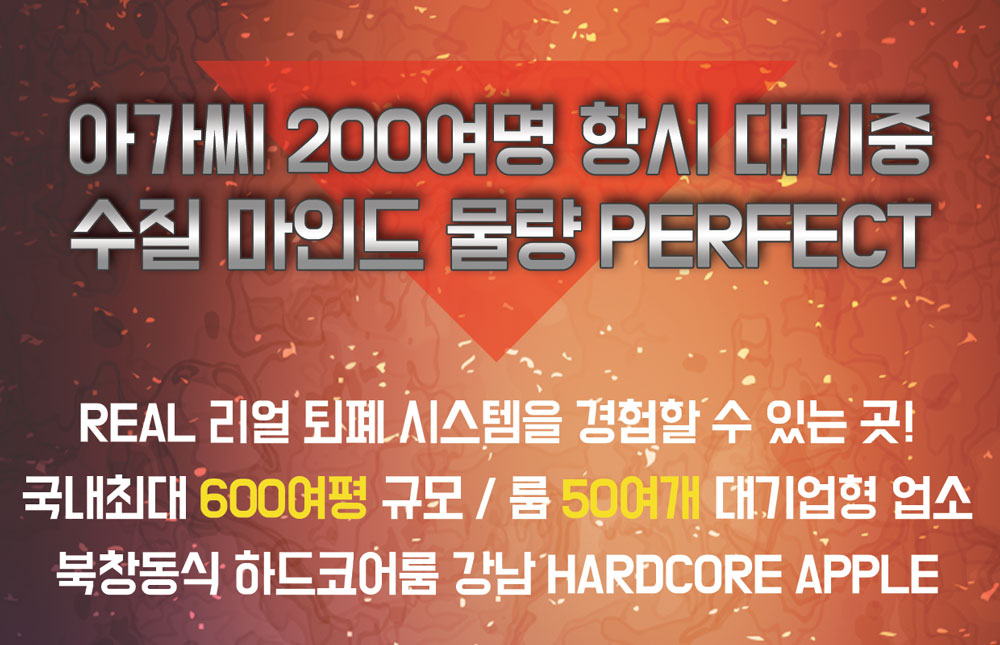 아가씨 200여명 항시 대기중
수질 마인드 물량 PERFECT
REAL 리얼 퇴폐 시스템을 경험할 수 있는 곳!
국내최대 600여평 규모 / 룸 50여개 대기업형 업소
북창동식 하드코어룸 강남 HARDCORE APPLE